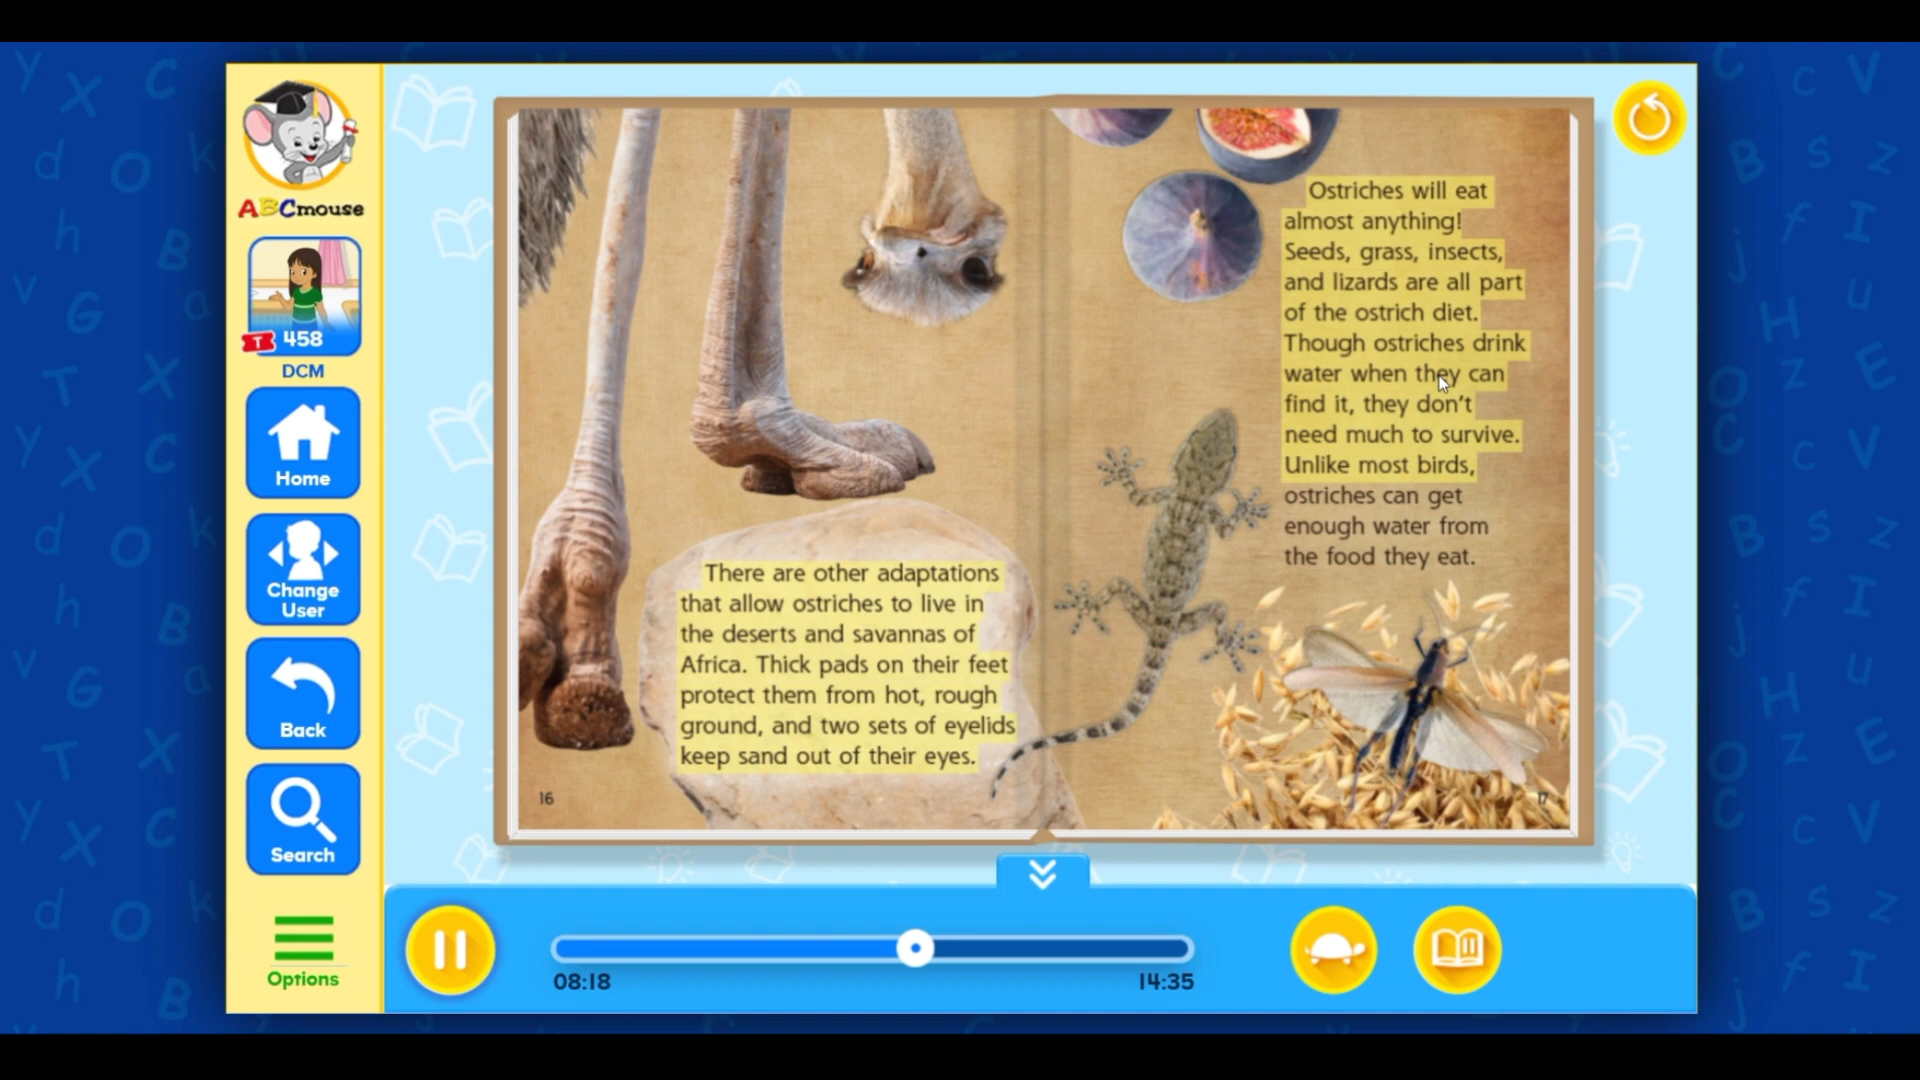 ABCmouse
T 458
DCM
Home
Change
User
Back
Search
Options
There are other adaptations
that allow ostriches to live in
the deserts and savannas of
Africa. Thick pads on their feet
protect them from hot, rough
ground, and two sets of eyelids
keep sand out of their eyes.
16
Ostriches will eat
almost anything!
Seeds, grass, insects,
and lizards are all part
of the ostrich diet.
Though ostriches drink
water when they can
find it, they don't
need much to survive.
Unlike most birds,
ostriches can get
enough water from
the food they eat.
17
08:18
14:35